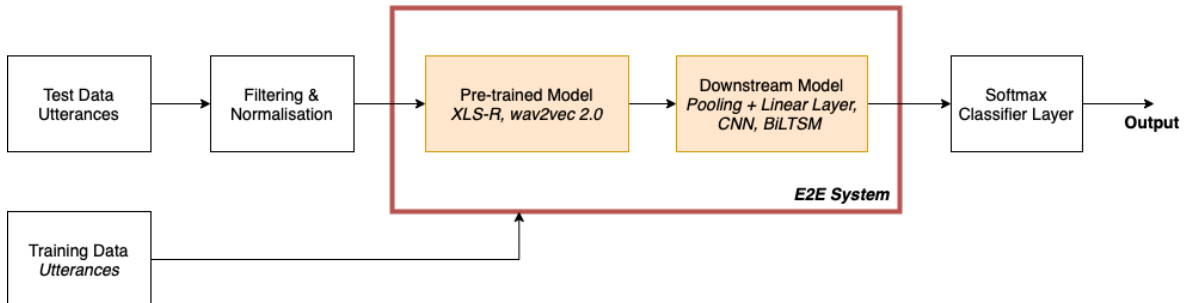 Test Data
Utterances
Filtering &
Normalisation
Pre-trained Model
XLS-R, wav2vec 2.0
Downstream Model
Pooling + Linear Layer,
CNN, BiLTSM
Softmax
Classifier Layer
Output
E2E System
Training Data
Utterances